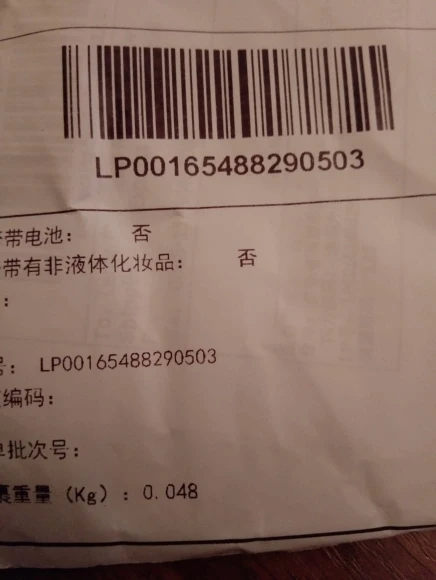 LP00165488290503
带电池： 否
带有非液体化妆品： 否
：
号： LP00165488290503
编码：
单批次号：
裹重量（Kg）：0.048